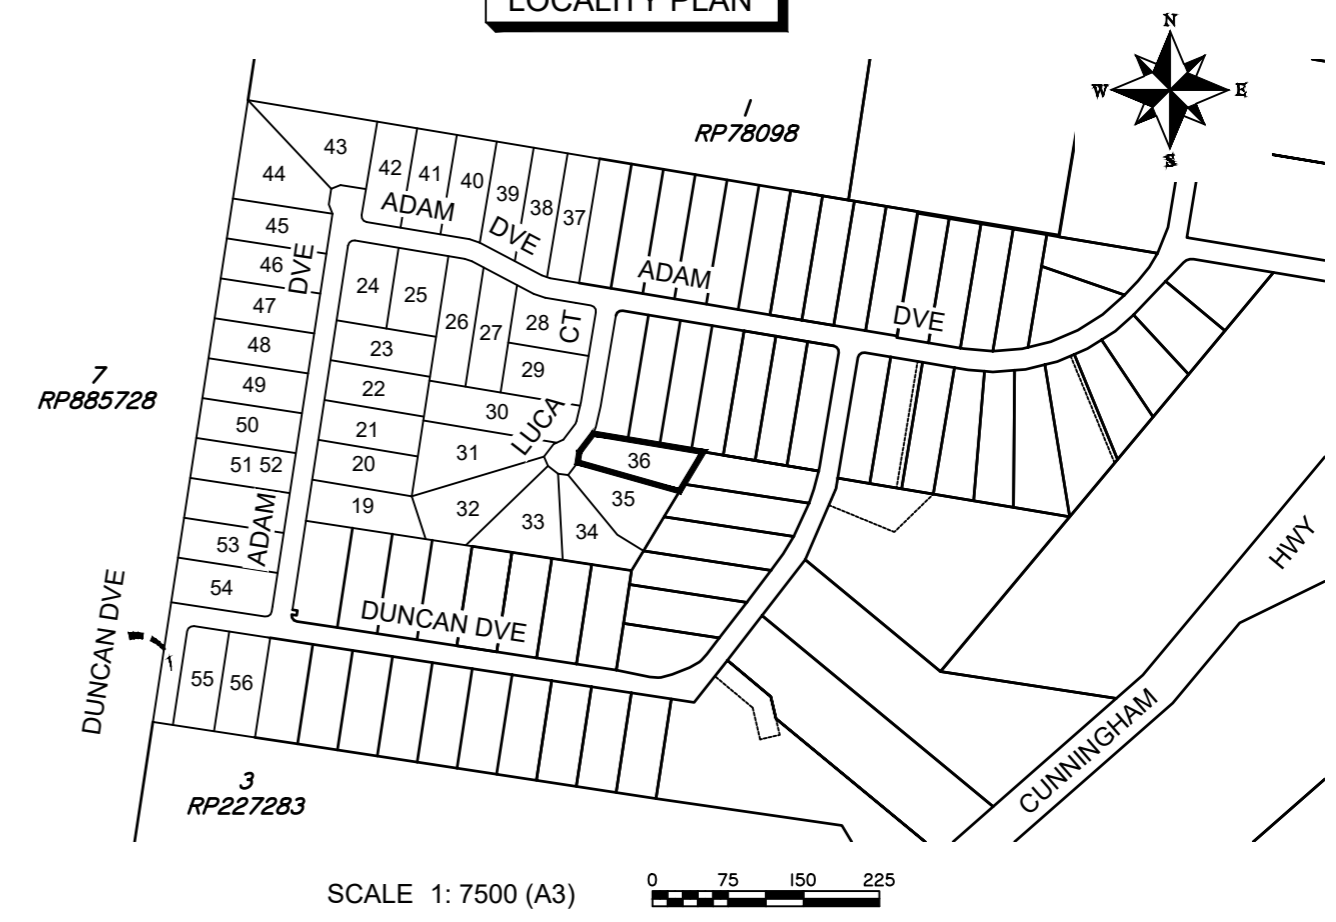 LOCALITY PLAN
N
W E
S
1
RP78098
43
42 41 40 39 38 37
44
ADAM DVE
45
DVE
46
ADAM
24 25
47
26 27 28 CT
DVE
48
23
29
7
RP885728
49
22
30
LUCA
50
21
31
36
51 52
20
35
19
32 33 34
ADAM
53
54
DUNCAN DVE
DUNCAN DVE
55 56
HWY
CUNNINGHAM
3
RP227283
SCALE 1: 7500 (A3)
0 75 150 225